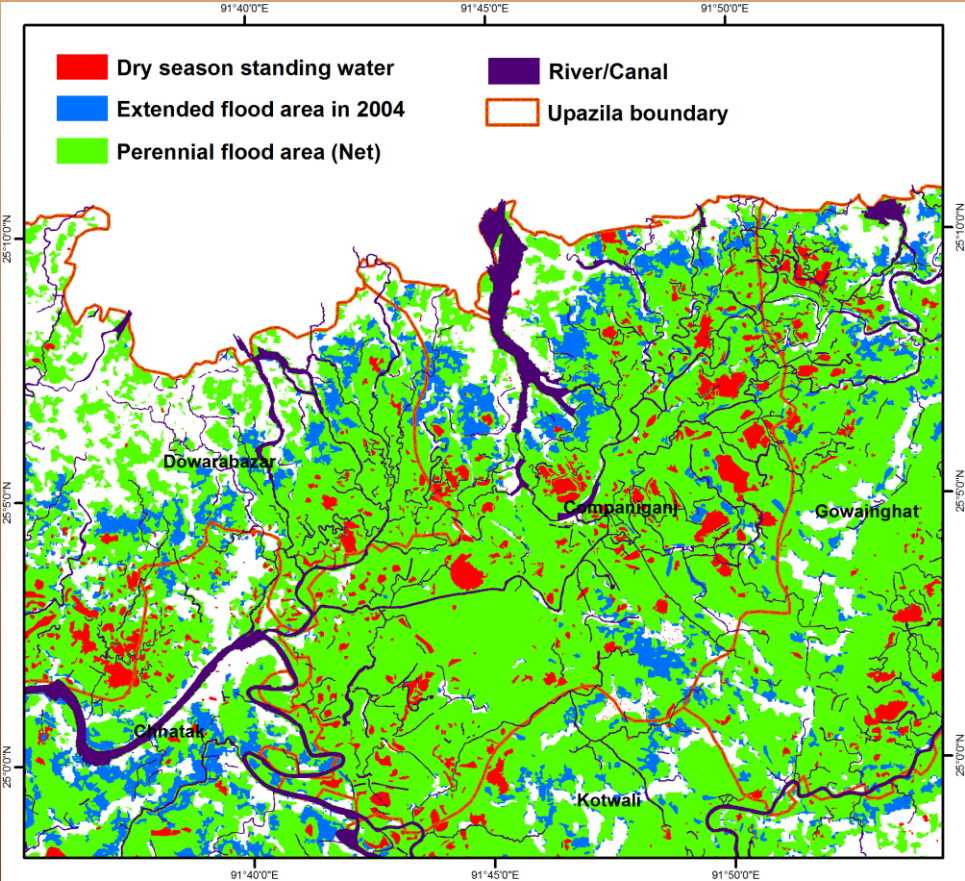 91°40'0"E
91°45'0"E
91°50'0"E
Dry season standing water
River/Canal
Extended flood area in 2004
Upazila boundary
Perennial flood area (Net)
25°10'0"N
25°10'0"N
Dowarabazar
25°5'0"N
Companiganj
Gowainghat
25°5'0"N
Chhatak
25°0'0"N
Kotwali
25°0'0"N
91°40'0"E
91°45'0"E
91°50'0"E